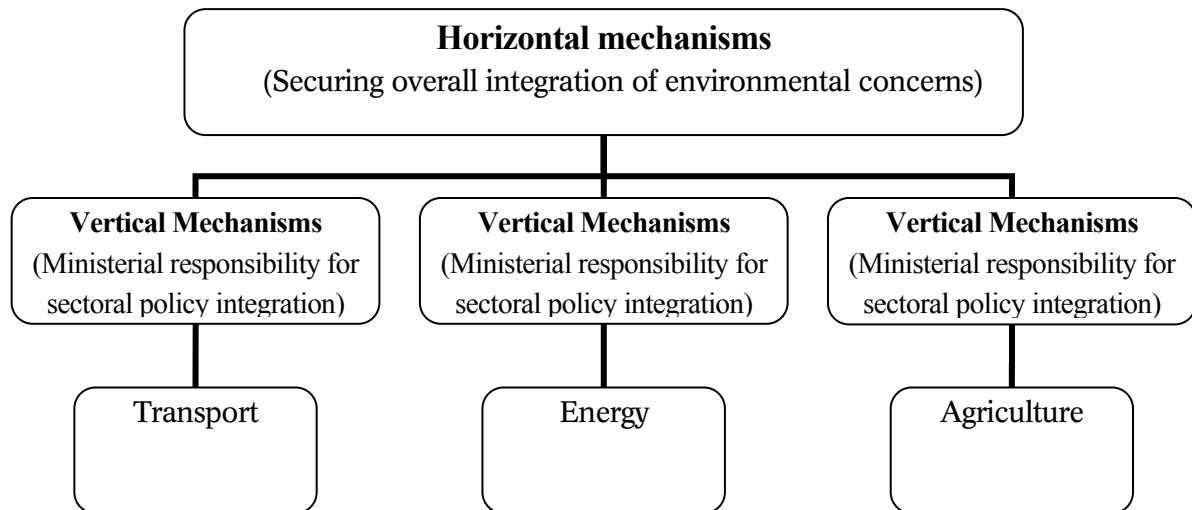 Horizontal mechanisms
(Securing overall integration of environmental concerns)
Vertical Mechanisms
(Ministerial responsibility for
sectoral policy integration)
Vertical Mechanisms
(Ministerial responsibility for
sectoral policy integration)
Vertical Mechanisms
(Ministerial responsibility for
sectoral policy integration)
Transport
Energy
Agriculture